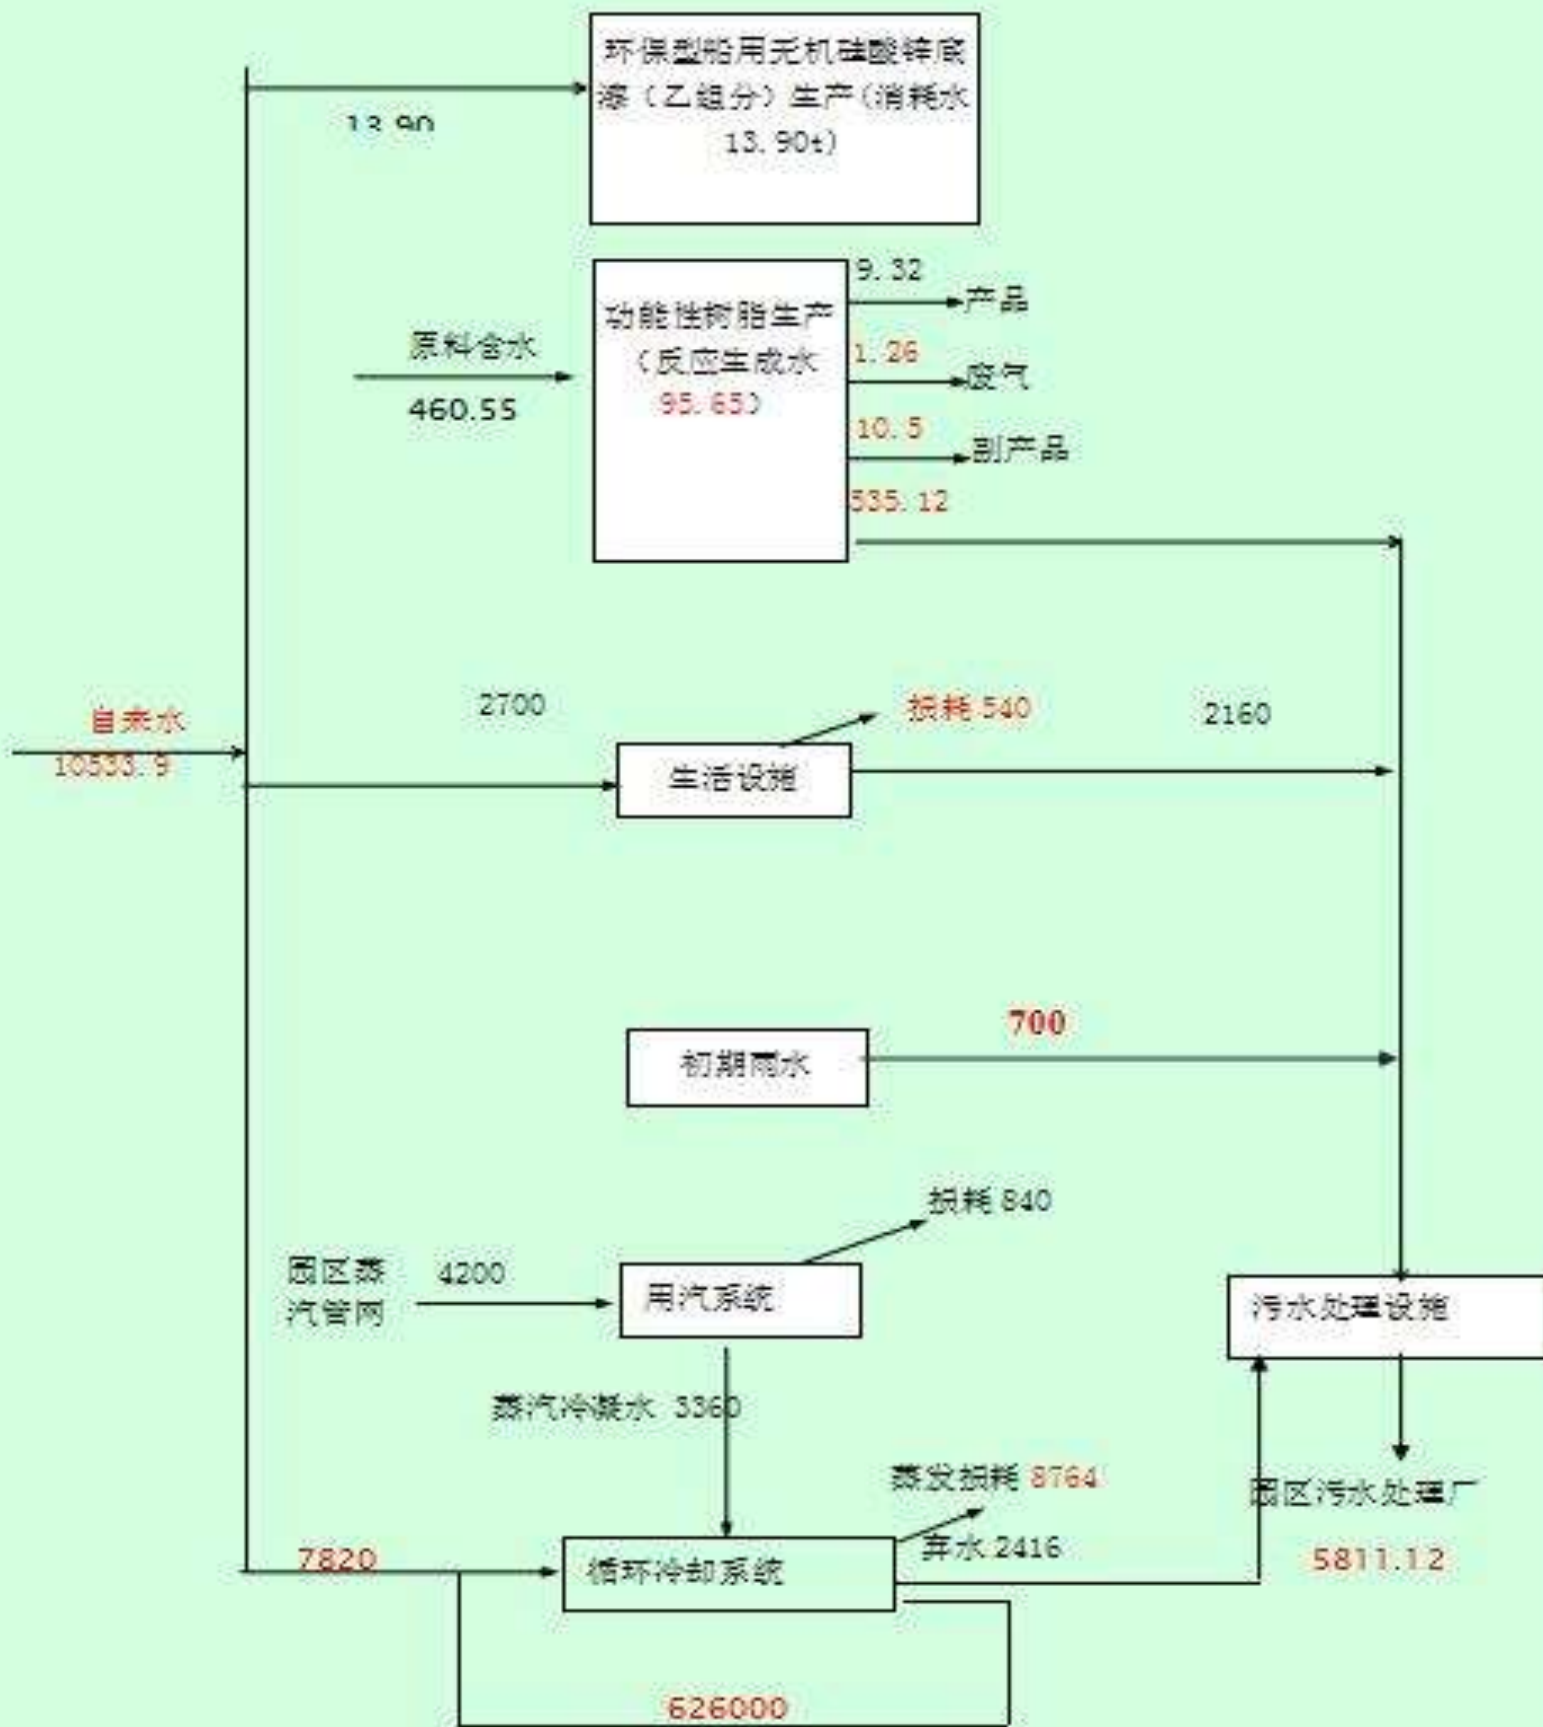 环保型船用无机硅酸锌底
漆（乙组分）生产(消耗水
13.90t)
13.90
9.32
产品
功能性树脂生产
（反应生成水
95.65）
原料含水
460.55
1.26
废气
10.5
副产品
535.12
自来水
10533.9
2700
损耗 540
2160
生活设施
700
初期雨水
损耗 840
园区蒸
汽管网
4200
用汽系统
污水处理设施
蒸汽冷凝水 3360
蒸发损耗 8764
园区污水处理厂
弃水 2416
5811.12
7820
循环冷却系统
626000